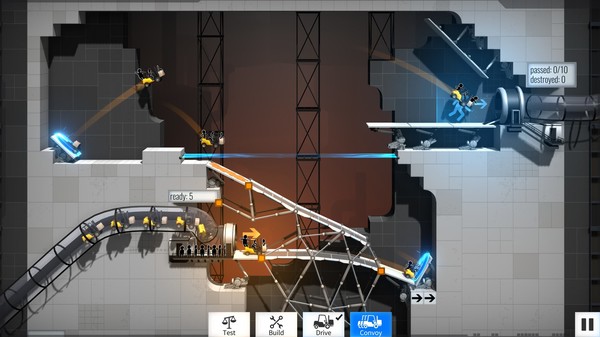 passed: 0/10
destroyed: 0
ready: 5
Test
Build
Drive
Convoy